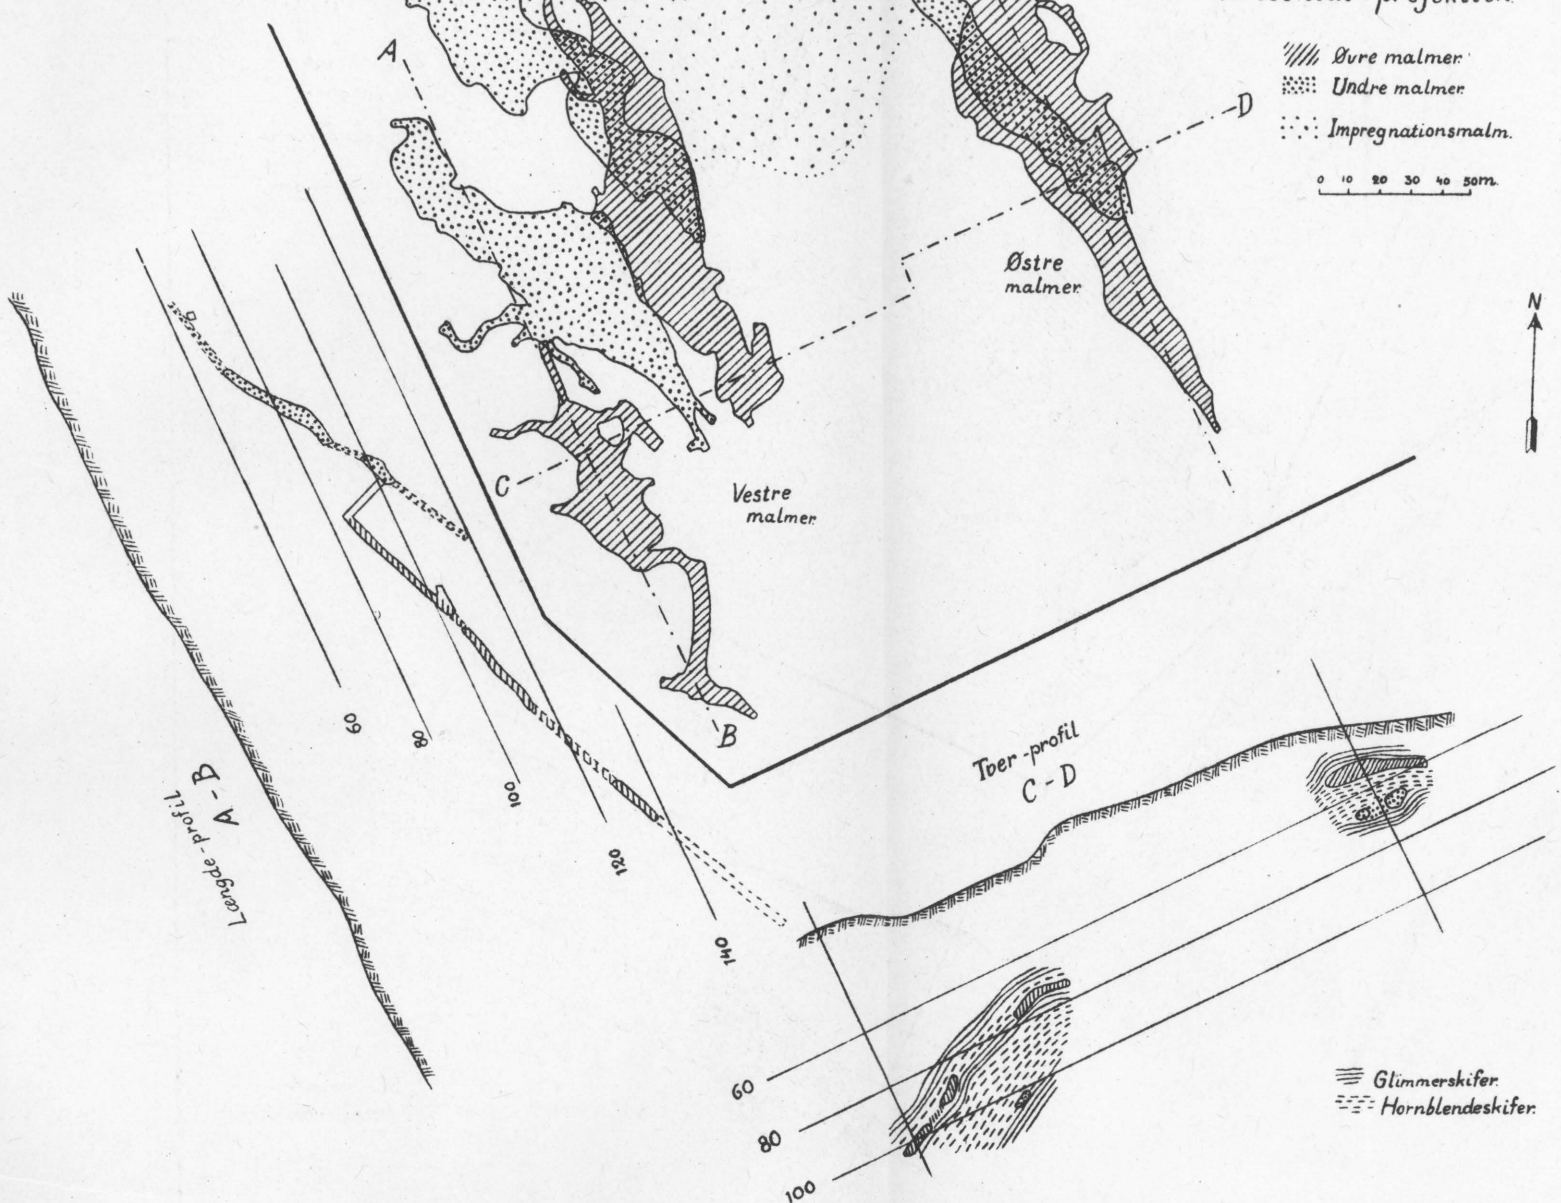 projektion.
Øvre malmer.
Undre malmer.
Impregnationsmalm.
0 10 20 30 40 50m.
A
D
Østre
malmer.
N
C
Vestre
malmer.
B
60
80
100
120
140
Længde-profil
A-B
Tver-profil
C-D
60
80
100
Glimmerskifer.
Hornblendeskifer.